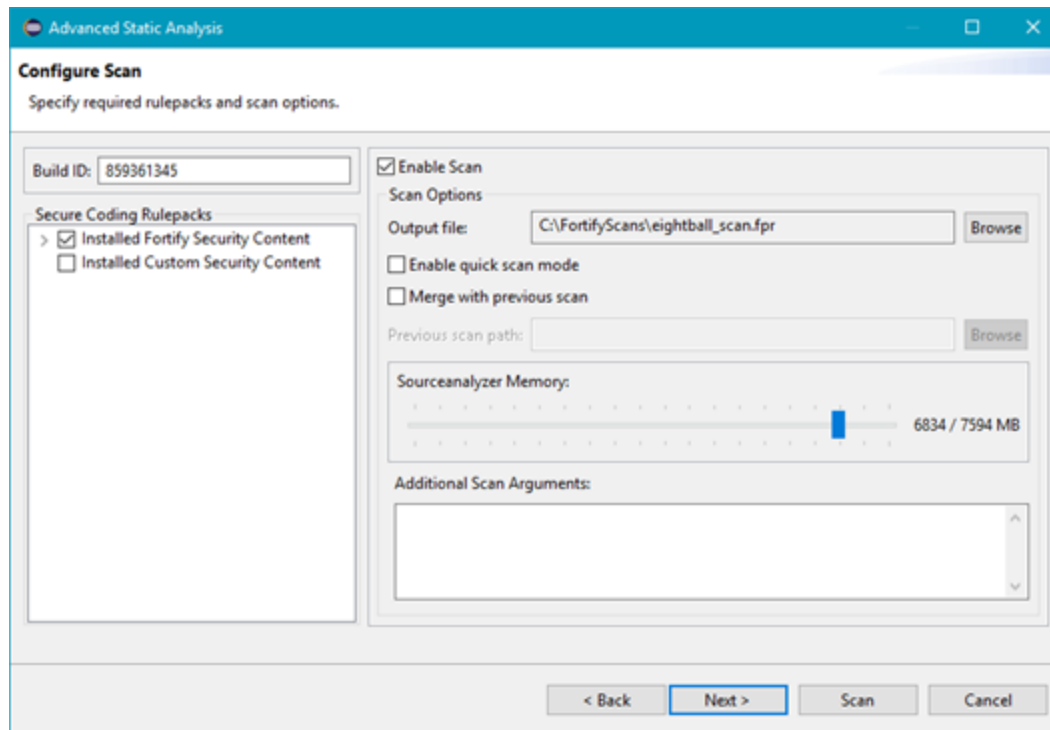 Advanced Static Analysis
Configure Scan
Specify required rulepacks and scan options.
Build ID: 859361345
Secure Coding Rulepacks
Installed Fortify Security Content
Installed Custom Security Content
Enable Scan
Scan Options
Output file: C:\FortifyScans\eightball_scan.fpr Browse
Enable quick scan mode
Merge with previous scan
Previous scan path: Browse
Sourceanalyzer Memory:
6834 / 7594 MB
Additional Scan Arguments:
< Back Next > Scan Cancel